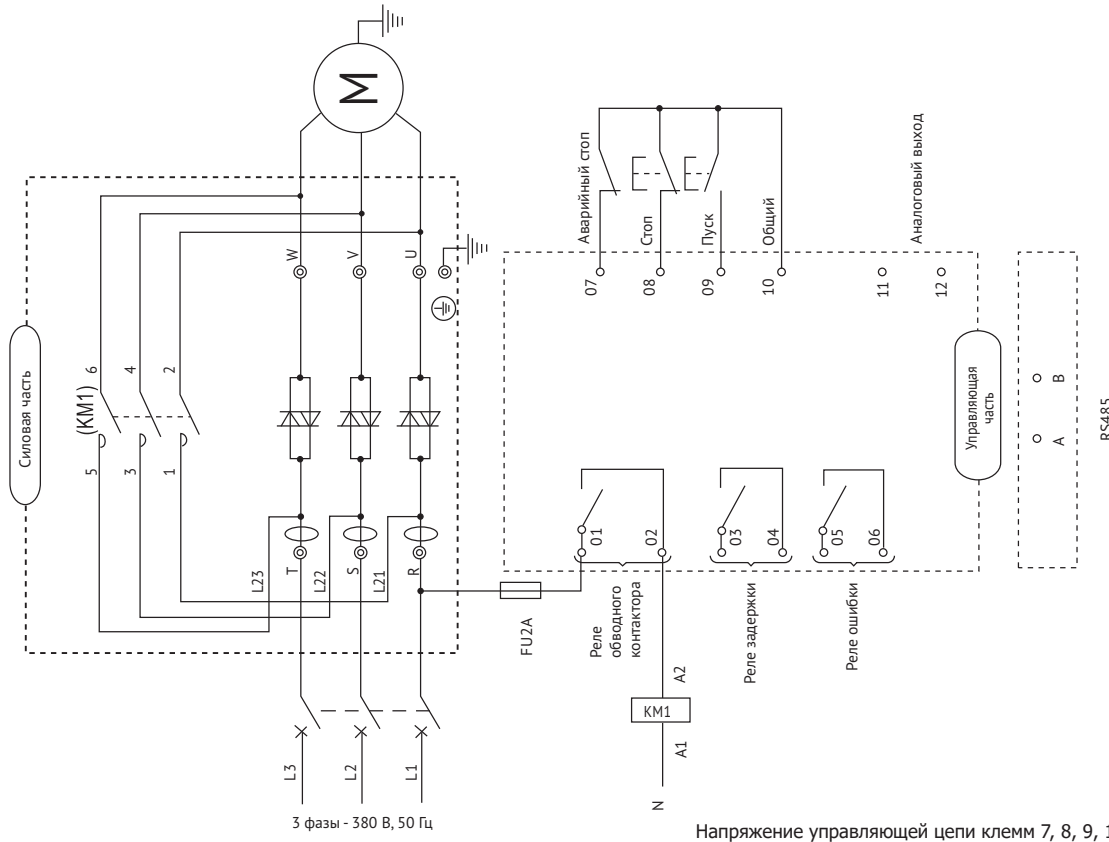 Силовая часть
(KM1)
5
6
3
4
1
2
L23
L22
L21
T
S
R
W
V
U
M
L3
L2
L1
3 фазы - 380 В, 50 Гц
FU2A
Реле
обводного
контактора
Реле задержки
Реле ошибки
01
02
03
04
05
06
KM1
A1
A2
N
Аварийный стоп
Стоп
Пуск
Общий
Аналоговый выход
07
08
09
10
11
12
Управляющая
часть
A
B
RS485
Напряжение управляющей цепи клемм 7, 8, 9, 1